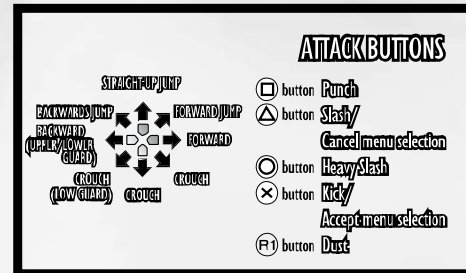 ATTACK BUTTONS
STRAIGHT-UP JUMP
BACKWARDS JUMP
FORWARD JUMP
BACKWARD
(UPPER/LOWER
GUARD)
FORWARD
CROUCH
(LOW GUARD)
CROUCH
CROUCH
button Punch
button Slash/
Cancel menu selection
button Heavy Slash
button Kick/
Accept menu selection
R1 button Dust